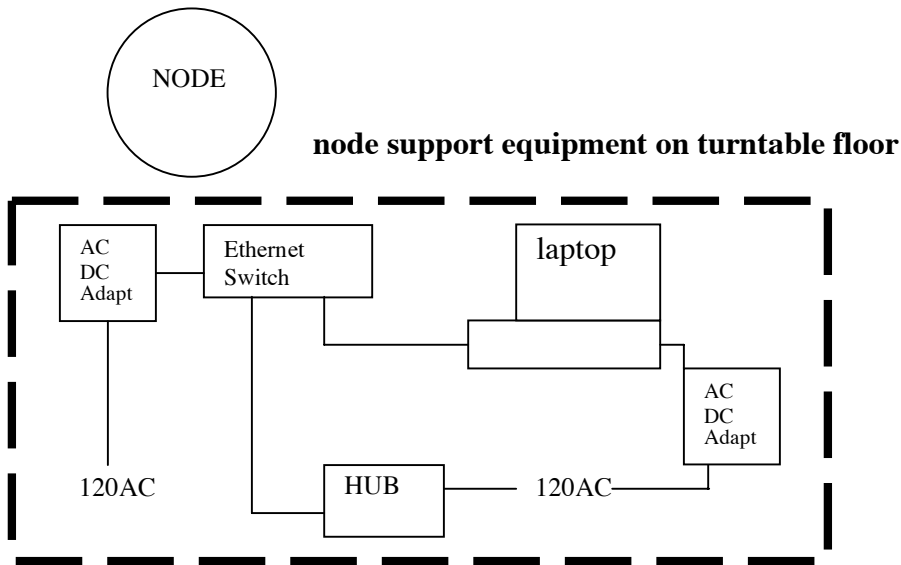 NODE
node support equipment on turntable floor
AC
DC
Adapt
Ethernet
Switch
laptop
AC
DC
Adapt
120AC
HUB
120AC